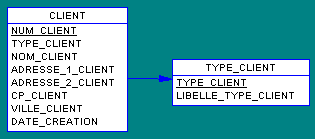 CLIENT
NUM_CLIENT
TYPE_CLIENT
NOM_CLIENT
ADRESSE_1_CLIENT
ADRESSE_2_CLIENT
CP_CLIENT
VILLE_CLIENT
DATE_CREATION
TYPE_CLIENT
TYPE_CLIENT
LIBELLE_TYPE_CLIENT